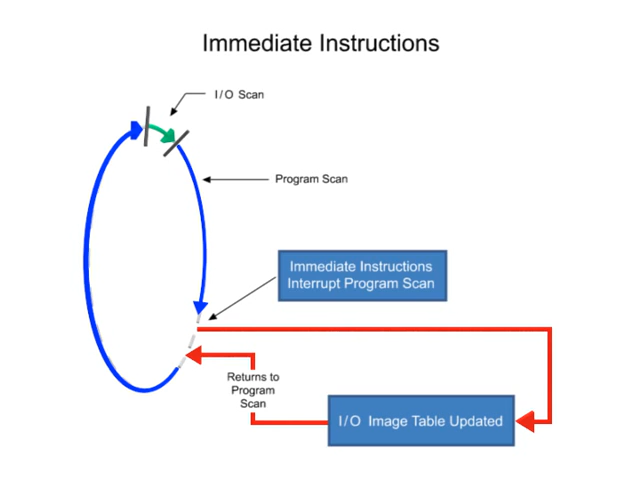 Immediate Instructions
I/O Scan
Program Scan
Immediate Instructions
Interrupt Program Scan
Returns to
Program
Scan
I/O Image Table Updated